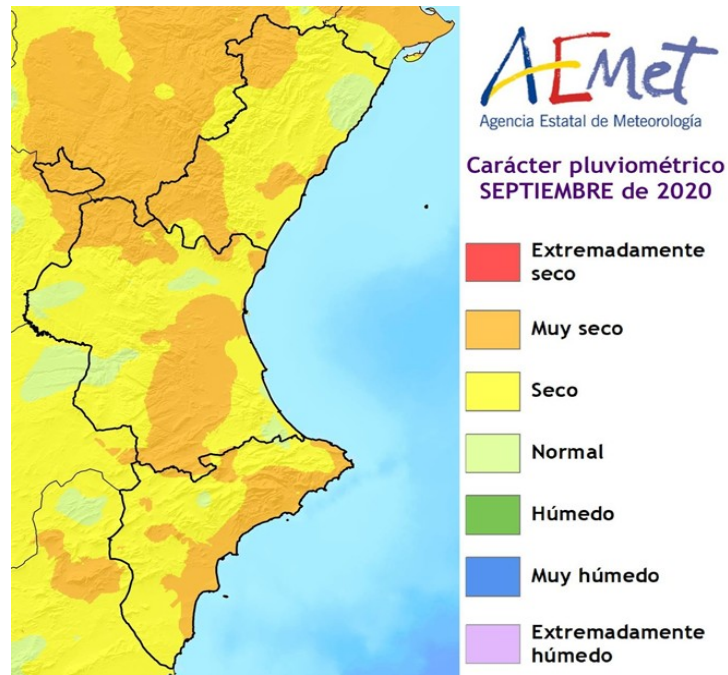 AEMet
Agencia Estatal de Meteorología
Carácter pluviométrico
SEPTIEMBRE de 2020
Extremadamente
seco
Muy seco
Seco
Normal
Húmedo
Muy húmedo
Extremadamente
húmedo